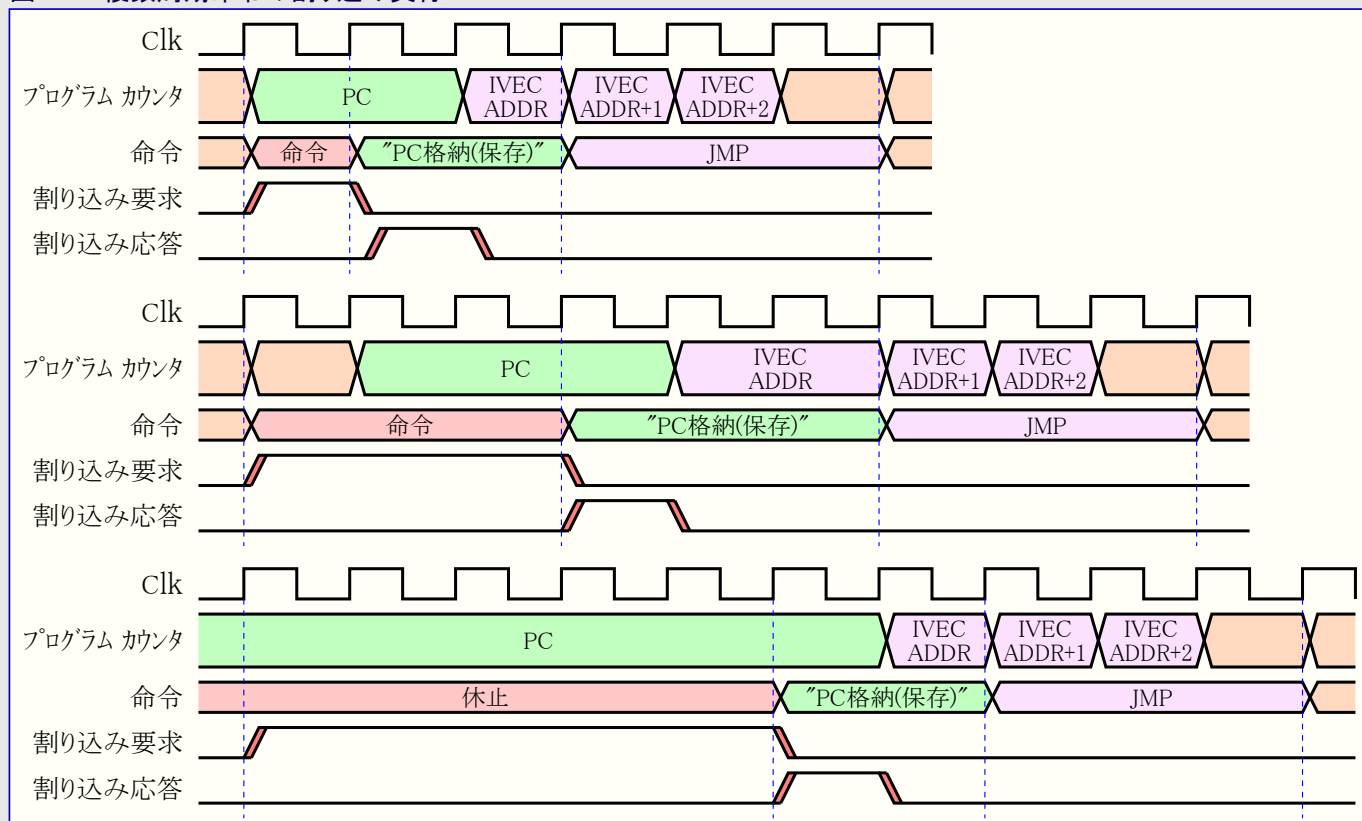 Clk
プログラム カウンタ
PC
IVEC ADDR
IVEC ADDR+1
IVEC ADDR+2
命令
命令
"PC格納(保存)"
JMP
割り込み要求
割り込み応答
Clk
プログラム カウンタ
PC
IVEC ADDR
IVEC ADDR+1
IVEC ADDR+2
命令
命令
"PC格納(保存)"
JMP
割り込み要求
割り込み応答
Clk
プログラム カウンタ
PC
IVEC ADDR
IVEC ADDR+1
IVEC ADDR+2
命令
休止
"PC格納(保存)"
JMP
割り込み要求
割り込み応答